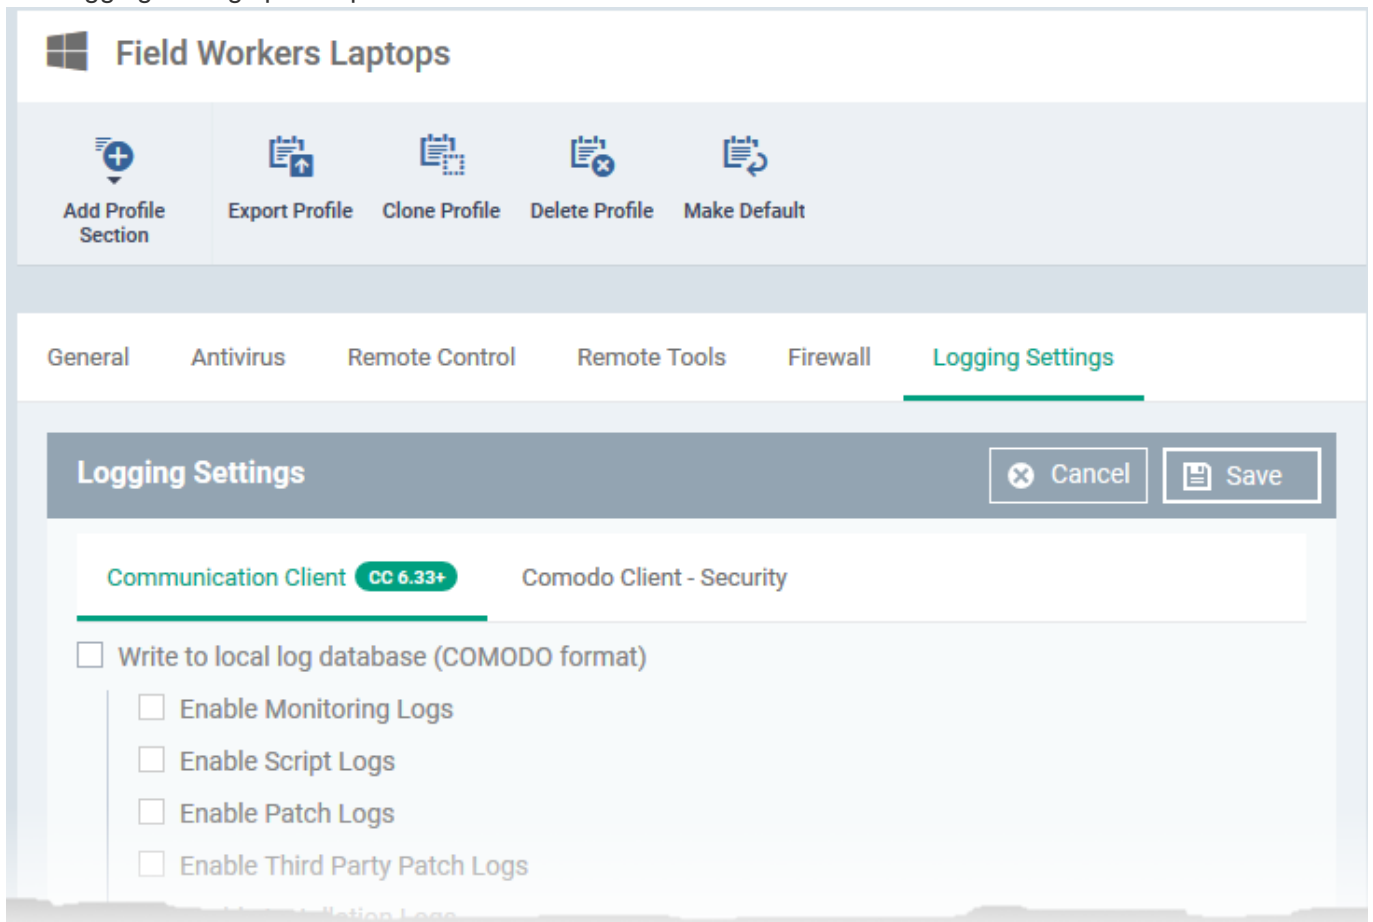 Field Workers Laptops
Add Profile
Section
Export Profile
Clone Profile
Delete Profile
Make Default
General Antivirus Remote Control Remote Tools Firewall Logging Settings
Logging Settings
Cancel
Save
Communication Client CC 6.33+ Comodo Client - Security
Write to local log database (COMODO format)
Enable Monitoring Logs
Enable Script Logs
Enable Patch Logs
Enable Third Party Patch Logs
Logs